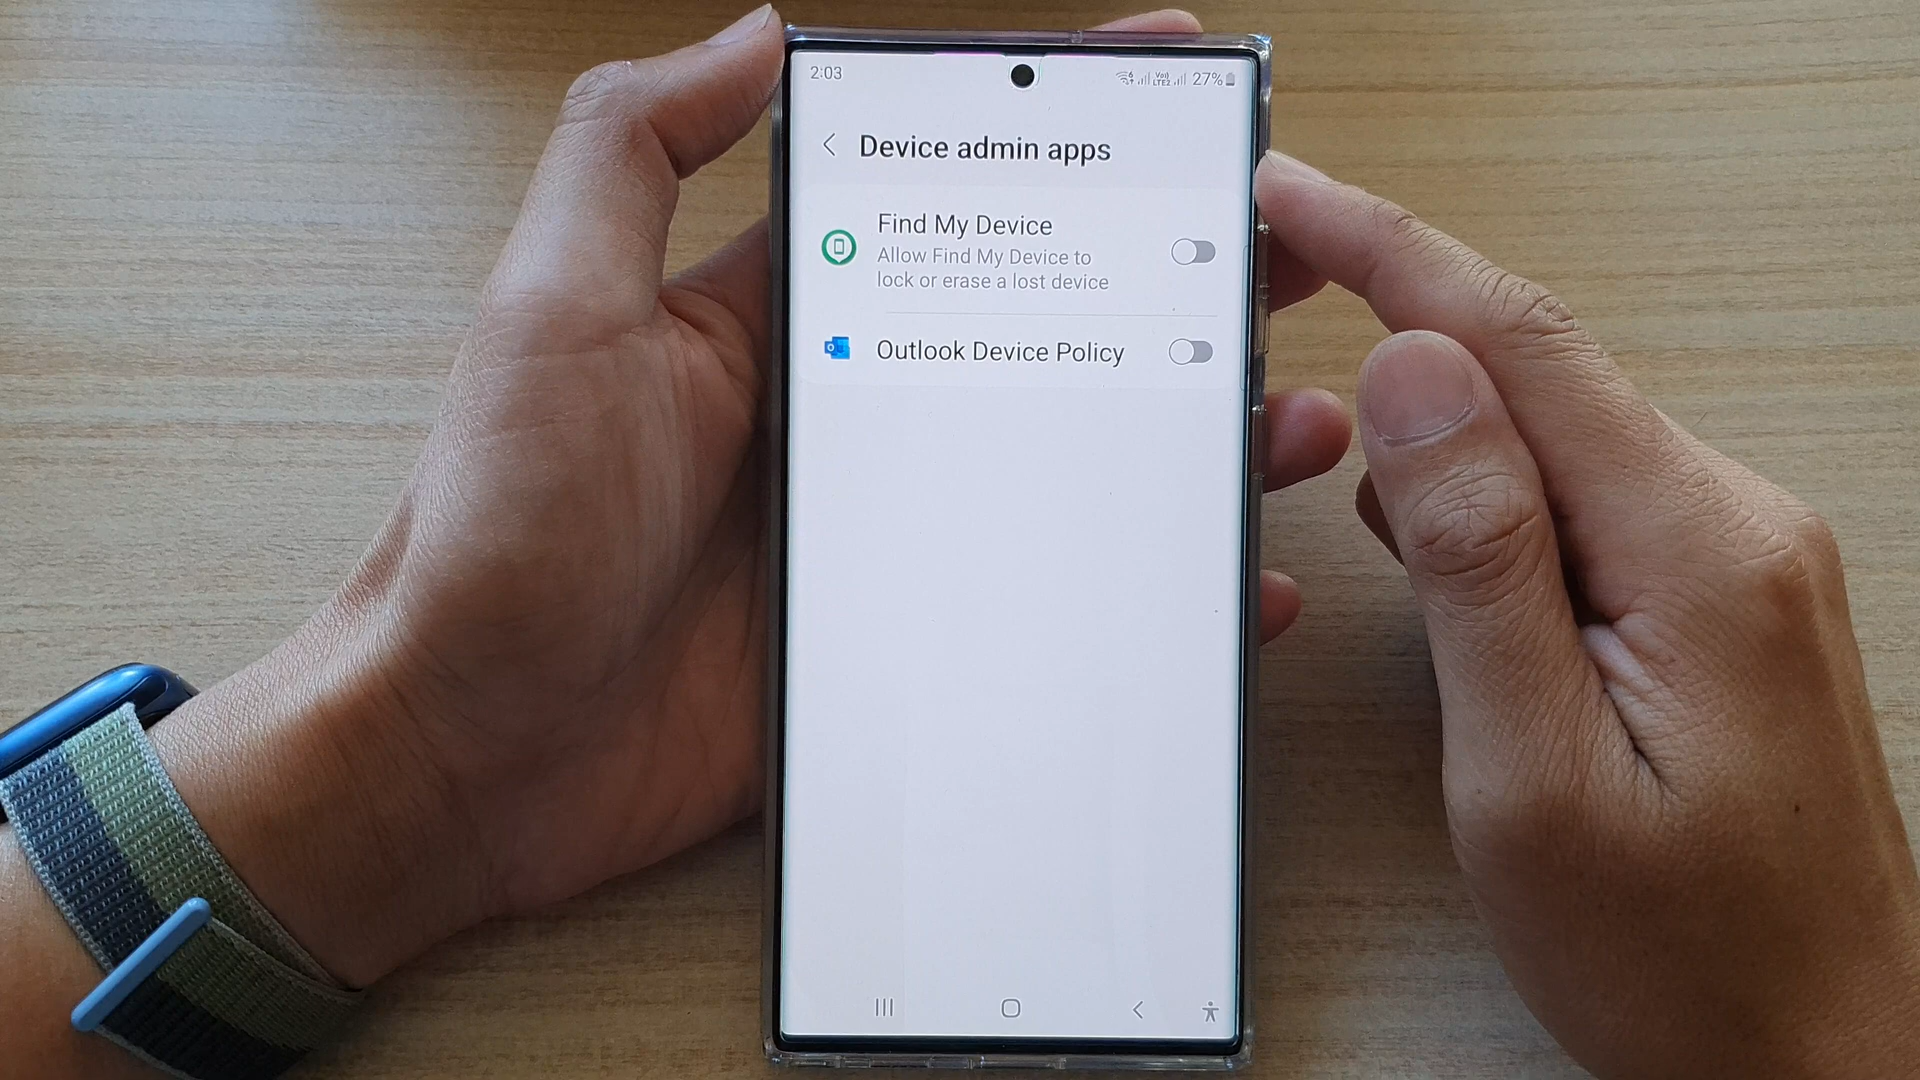 2:03
27%
Device admin apps
Find My Device
Allow Find My Device to
lock or erase a lost device
Outlook Device Policy